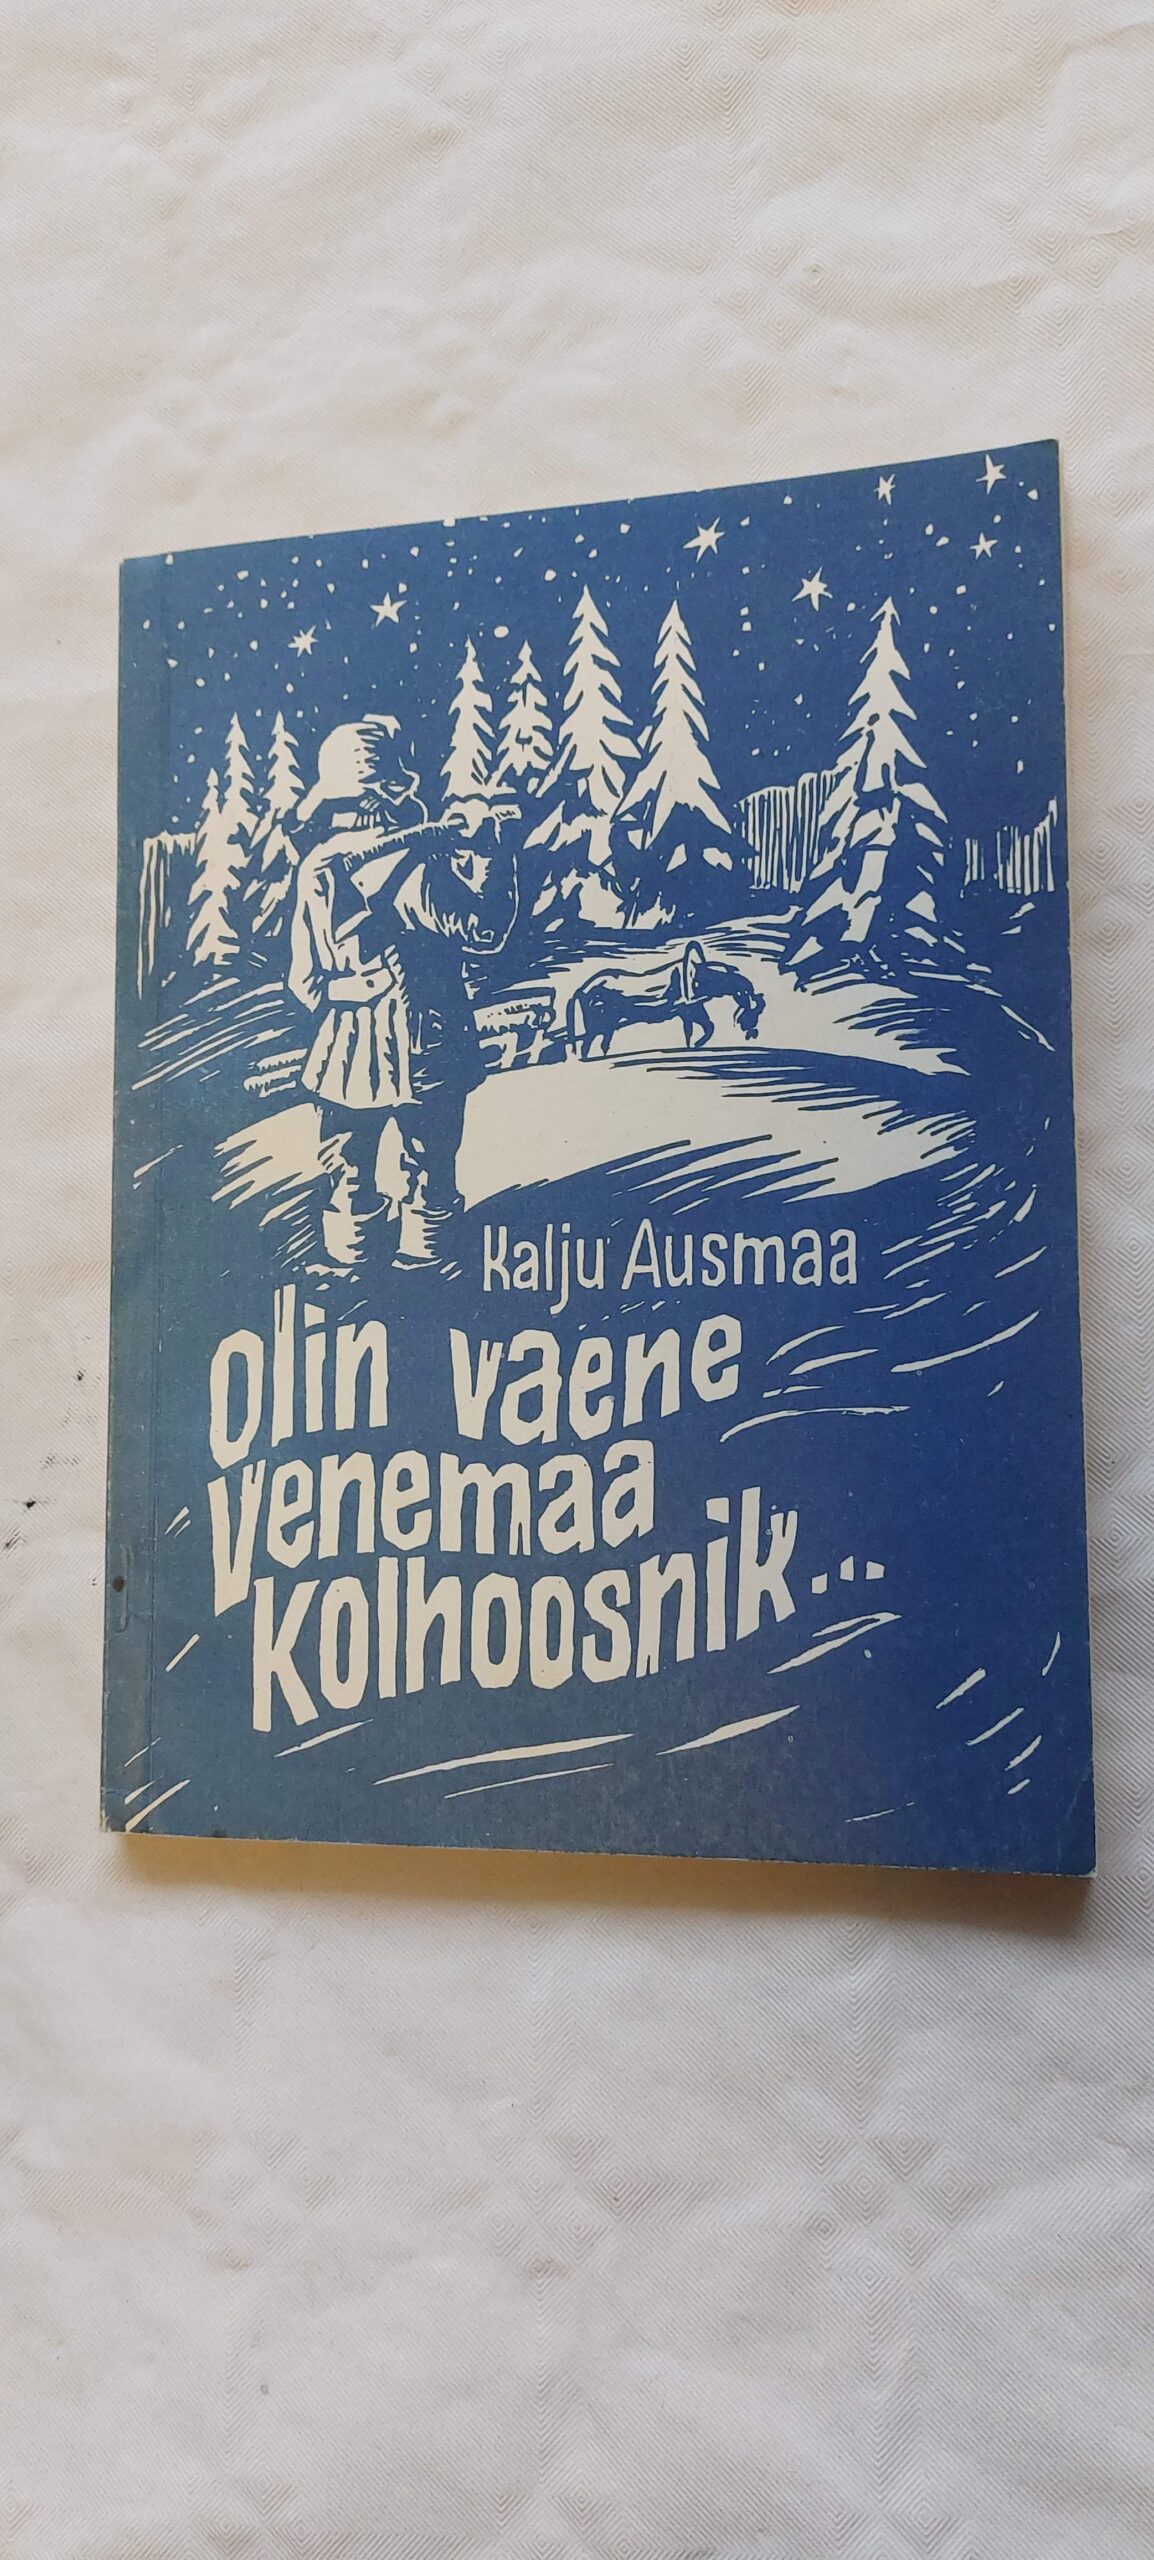 Kalju Ausmaa
Olin vaene
venemaa
kolhoosnik...